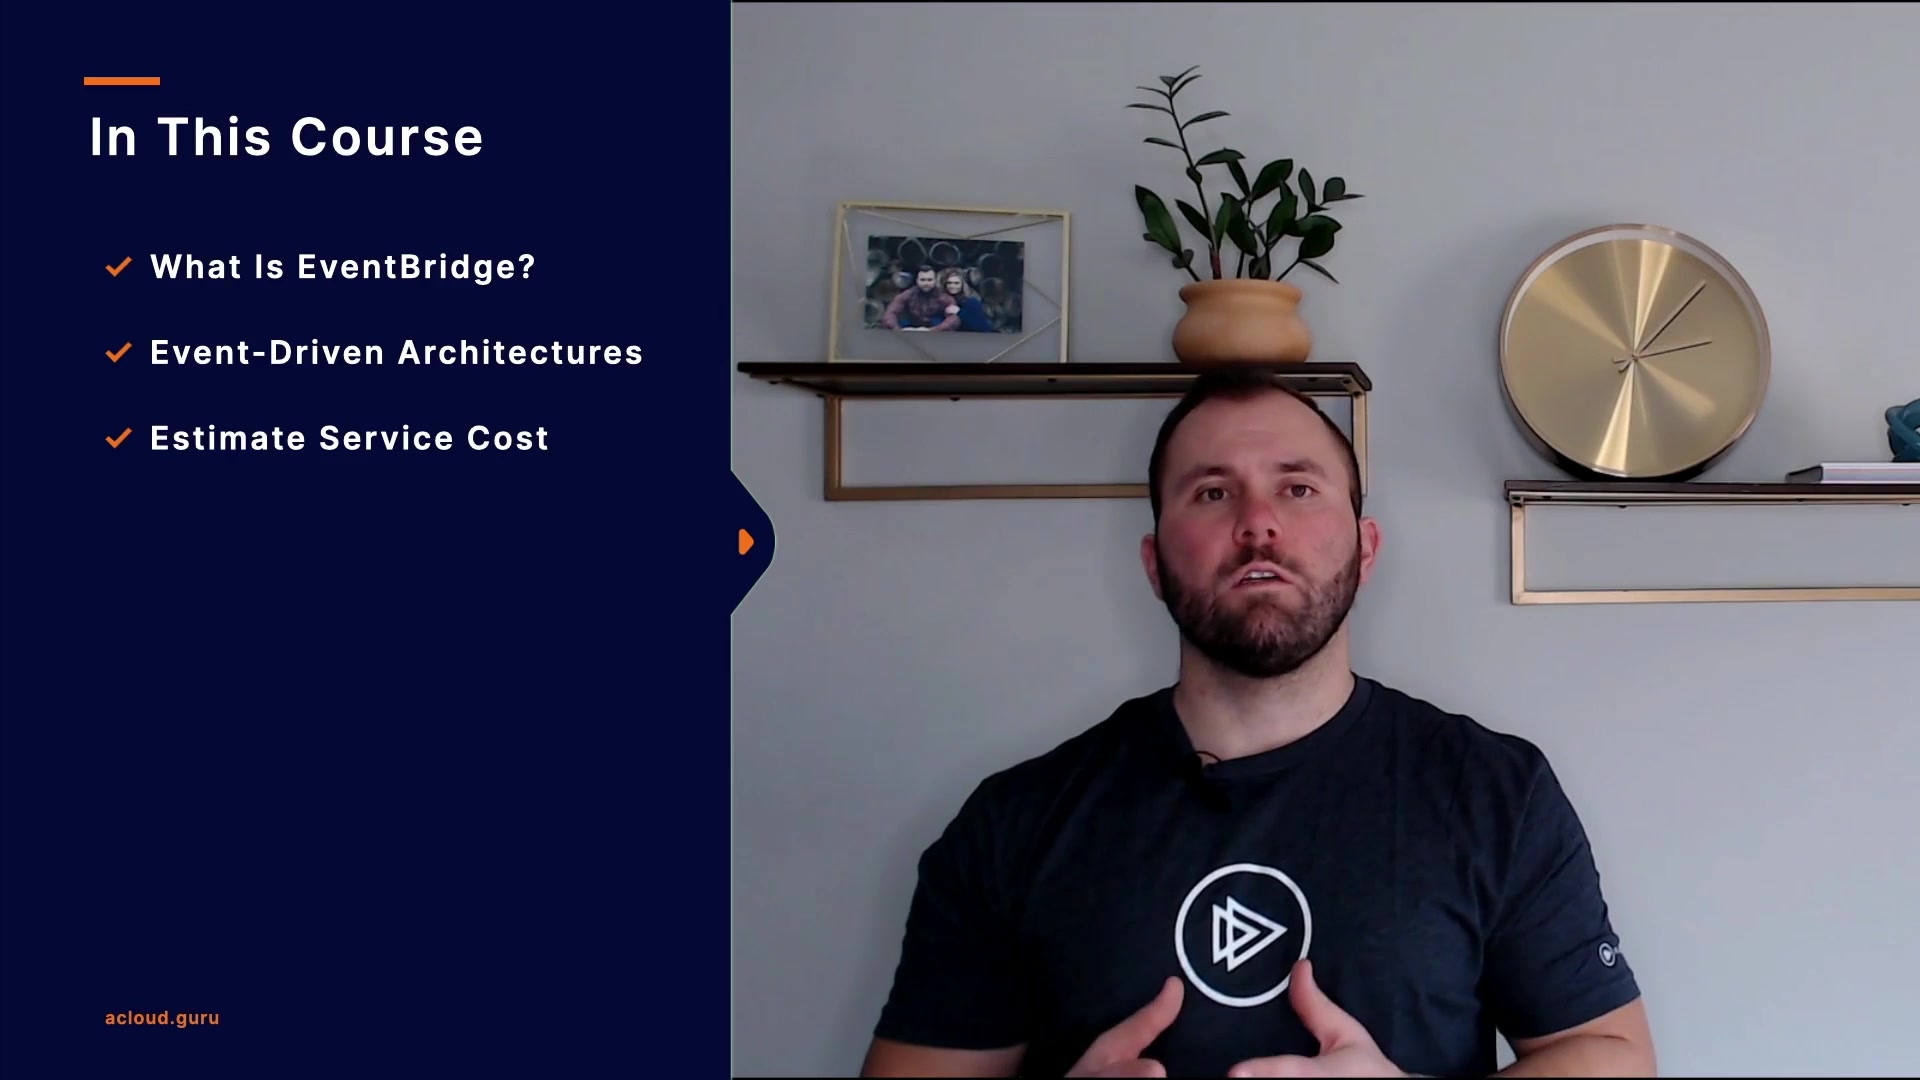 In This Course
What Is EventBridge?
Event-Driven Architectures
Estimate Service Cost
acloud.guru